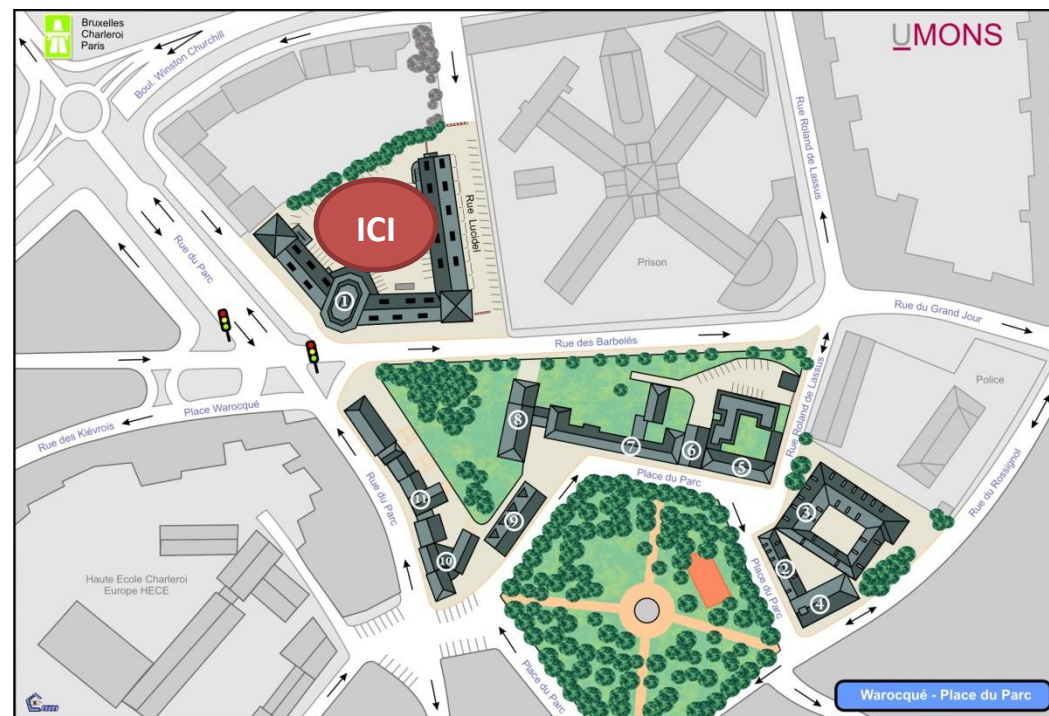 Bruxelles
Charleroi
Paris
Boul. Winston Churchill
UMONS
Rue Roland de Lassus
ICI
Rue Lucidel
Prison
Rue du Parc
①
Rue du Grand Jour
Rue des Barbelés
Police
Place Warocqué
Rue des Kiévrois
Rue Roland de Lassus
⑧
⑦
⑥
⑤
Place du Parc
Rue du Rossignol
Rue du Parc
⑪
⑨
③
⑩
②
④
Haute Ecole Charleroi
Europe HECE
Place du Parc
Place du Parc
Warocqué - Place du Parc